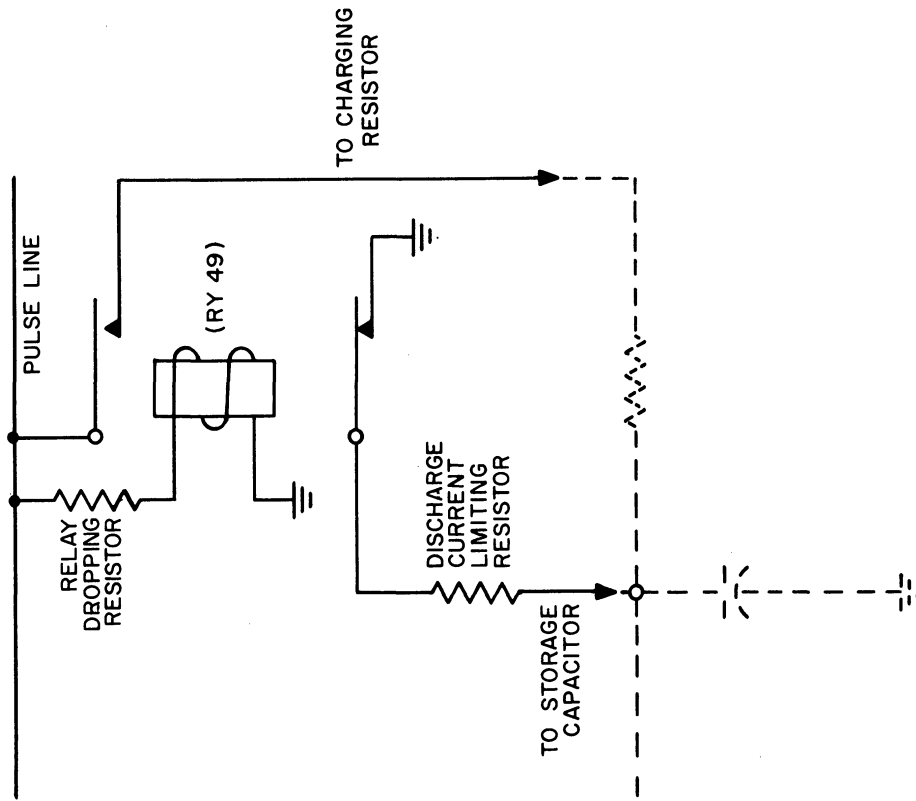 PULSE LINE
TO CHARGING
RESISTOR
(RY 49)
RELAY
DROPPING
RESISTOR
DISCHARGE
CURRENT
LIMITING
RESISTOR
TO STORAGE
CAPACITOR